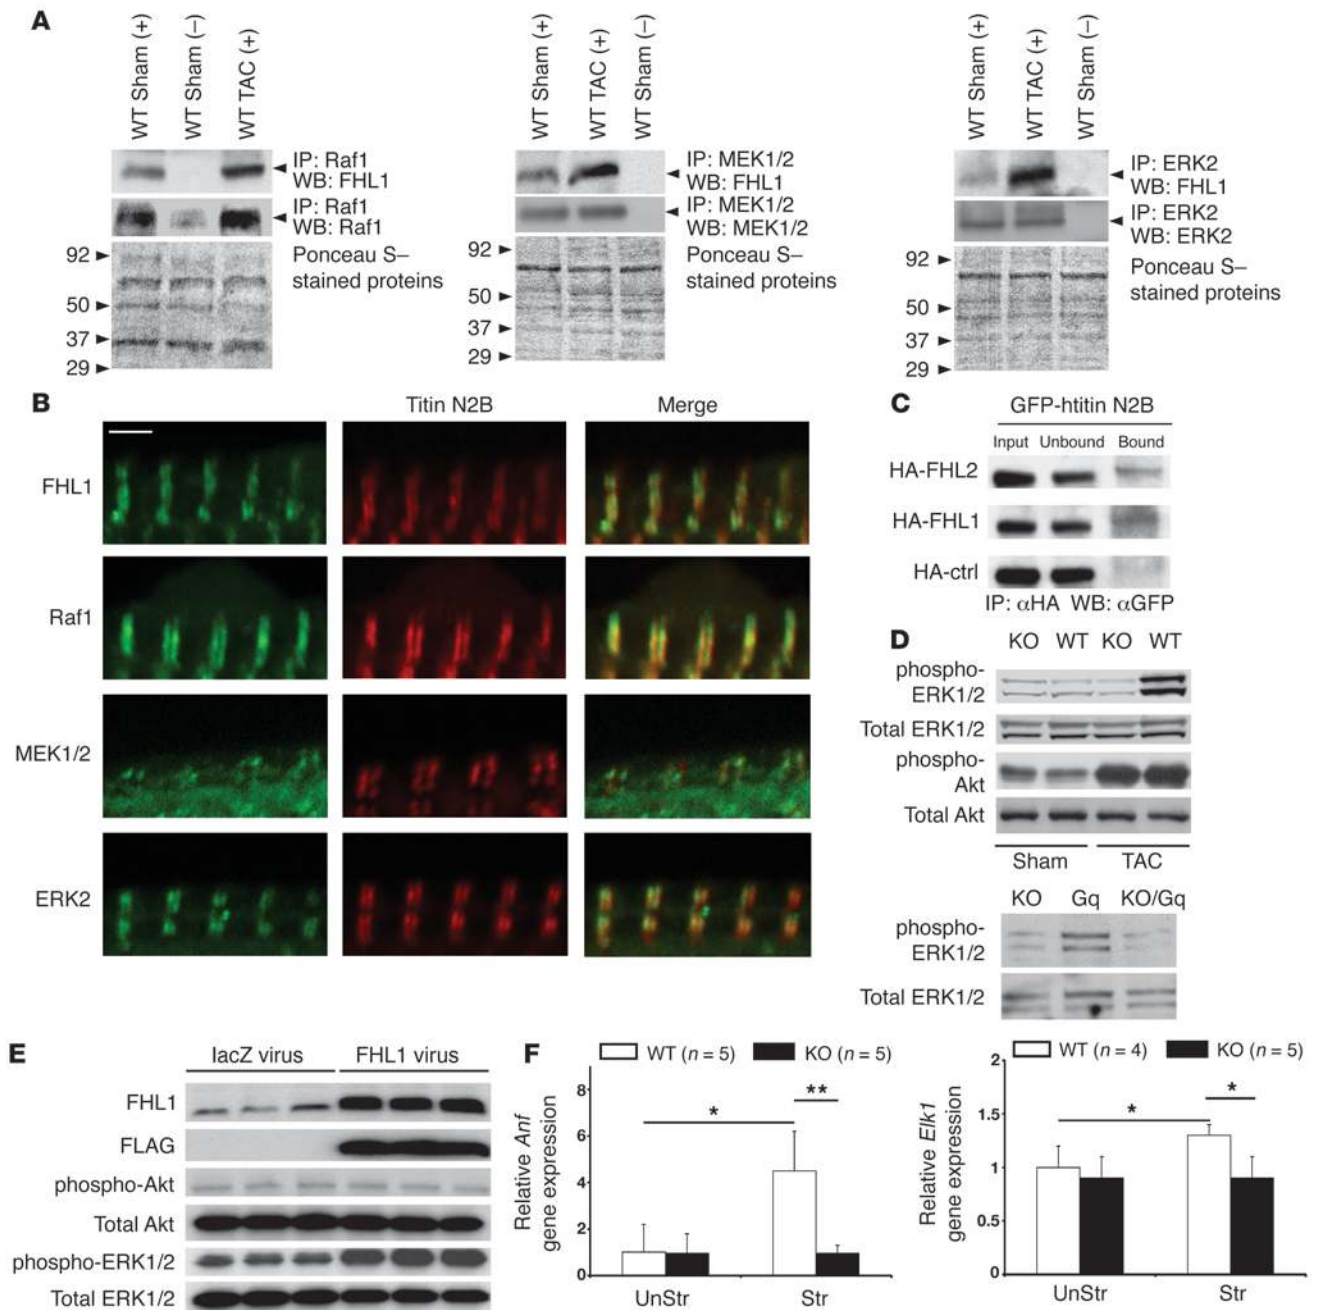 A
WT Sham (+)
WT Sham (–)
WT TAC (+)
IP: Raf1
WB: FHL1
IP: Raf1
WB: Raf1
92
50
37
29
Ponceau S–
stained proteins
WT Sham (+)
WT TAC (+)
WT Sham (–)
IP: MEK1/2
WB: FHL1
IP: MEK1/2
WB: MEK1/2
92
50
37
29
Ponceau S–
stained proteins
WT Sham (+)
WT TAC (+)
WT Sham (–)
IP: ERK2
WB: FHL1
IP: ERK2
WB: ERK2
92
50
37
29
Ponceau S–
stained proteins
B
Titin N2B
Merge
FHL1
Raf1
MEK1/2
ERK2
C
GFP-htitin N2B
Input Unbound Bound
HA-FHL2
HA-FHL1
HA-ctrl
IP: αHA WB: αGFP
D
KO WT KO WT
phospho-
ERK1/2
Total ERK1/2
phospho-
Akt
Total Akt
Sham TAC
KO Gq KO/Gq
phospho-
ERK1/2
Total ERK1/2
E
lacZ virus FHL1 virus
FHL1
FLAG
phospho-Akt
Total Akt
phospho-ERK1/2
Total ERK1/2
F
WT (n = 5) KO (n = 5)
Relative Anf
gene expression
8
6
4
2
0
*
**
UnStr Str
WT (n = 4) KO (n = 5)
Relative Elk1
gene expression
2
1.5
1
0.5
0
*
*
UnStr Str